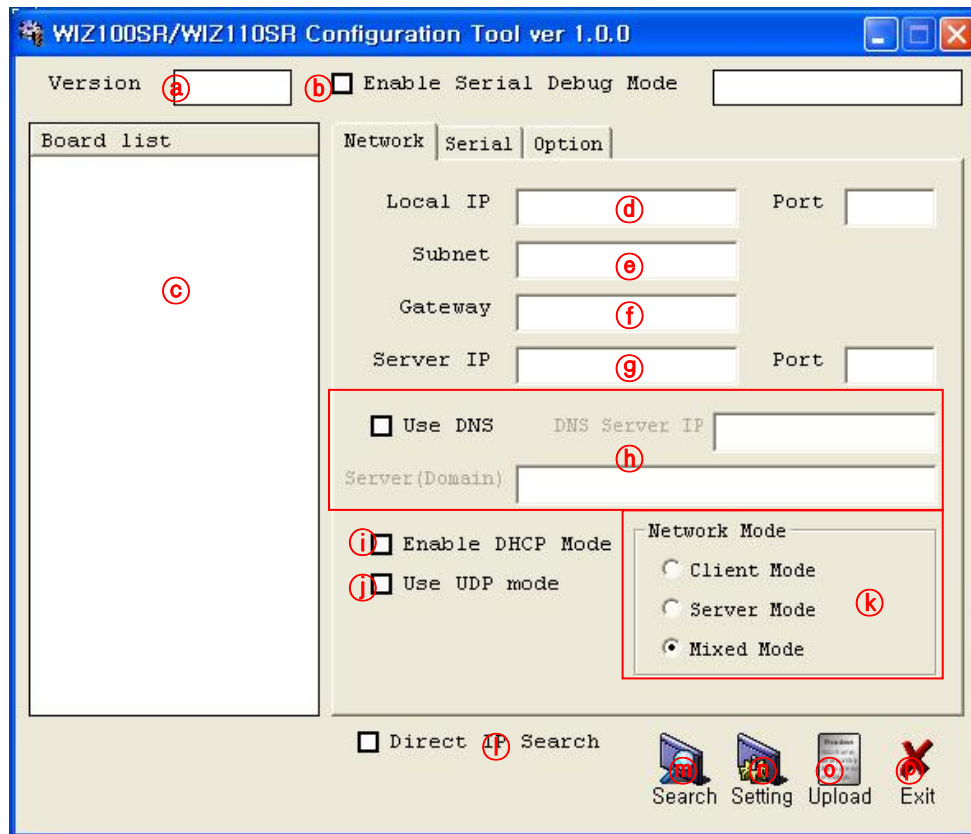 WIZ100SR/WIZ110SR Configuration Tool ver 1.0.0
Version ⓐ ⓑ Enable Serial Debug Mode
Board list
ⓒ
Network Serial Option
Local IP ⓓ Port
Subnet ⓔ
Gateway ⓕ
Server IP ⓖ Port
Use DNS DNS Server IP
ⓗ
Server(Domain)
ⓘ Enable DHCP Mode
ⓙ Use UDP mode
Network Mode
Client Mode
Server Mode ⓚ
Mixed Mode
Direct IP Search ⓛ
ⓜ ⓝ ⓞ ⓟ
Search Setting Upload Exit